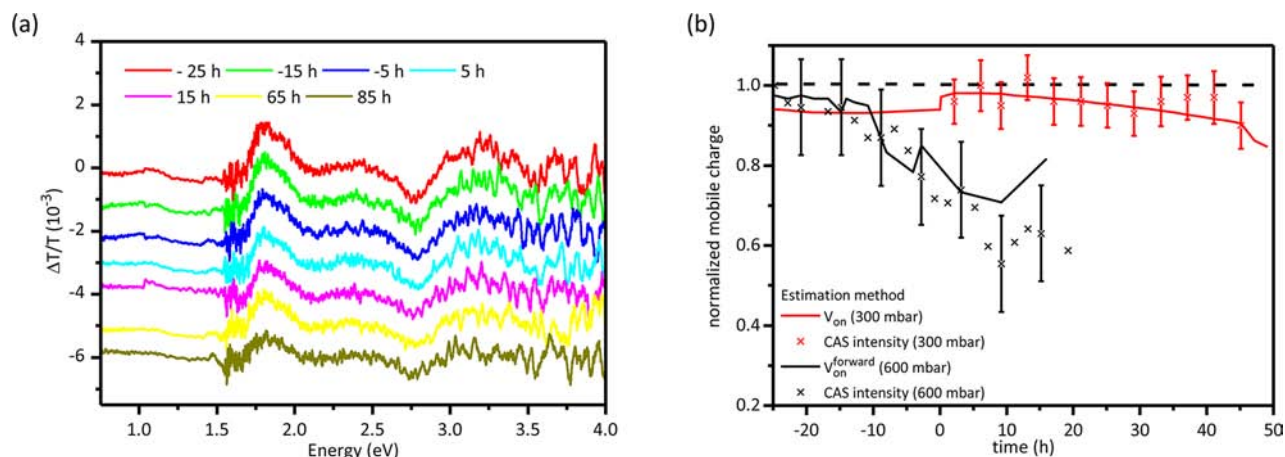 (a)
4
2
0
-2
-4
-6
ΔT/T (10⁻³)
- 25 h -15 h -5 h 5 h
15 h 65 h 85 h
1.0 1.5 2.0 2.5 3.0 3.5 4.0
Energy (eV)
(b)
1.0
0.8
0.6
0.4
0.2
normalized mobile charge
Estimation method
V_on (300 mbar)
CAS intensity (300 mbar)
V_on^forward (600 mbar)
CAS intensity (600 mbar)
-20 -10 0 10 20 30 40 50
time (h)